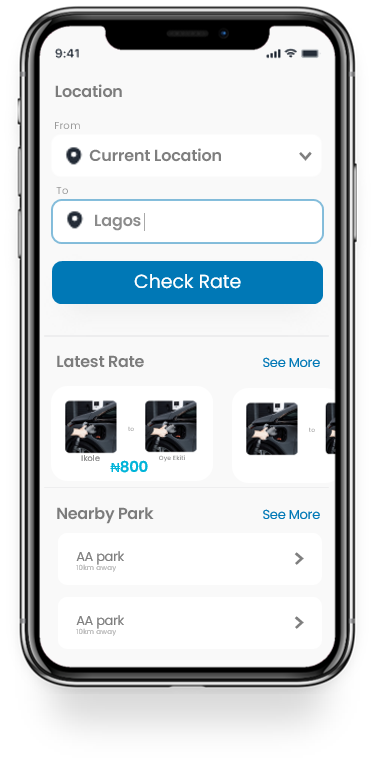 9:41
Location
From
Current Location
To
Lagos
Check Rate
Latest Rate See More
to to
Ikole Oye Ekiti
₦800
Nearby Park See More
AA park
10km away
AA park
10km away